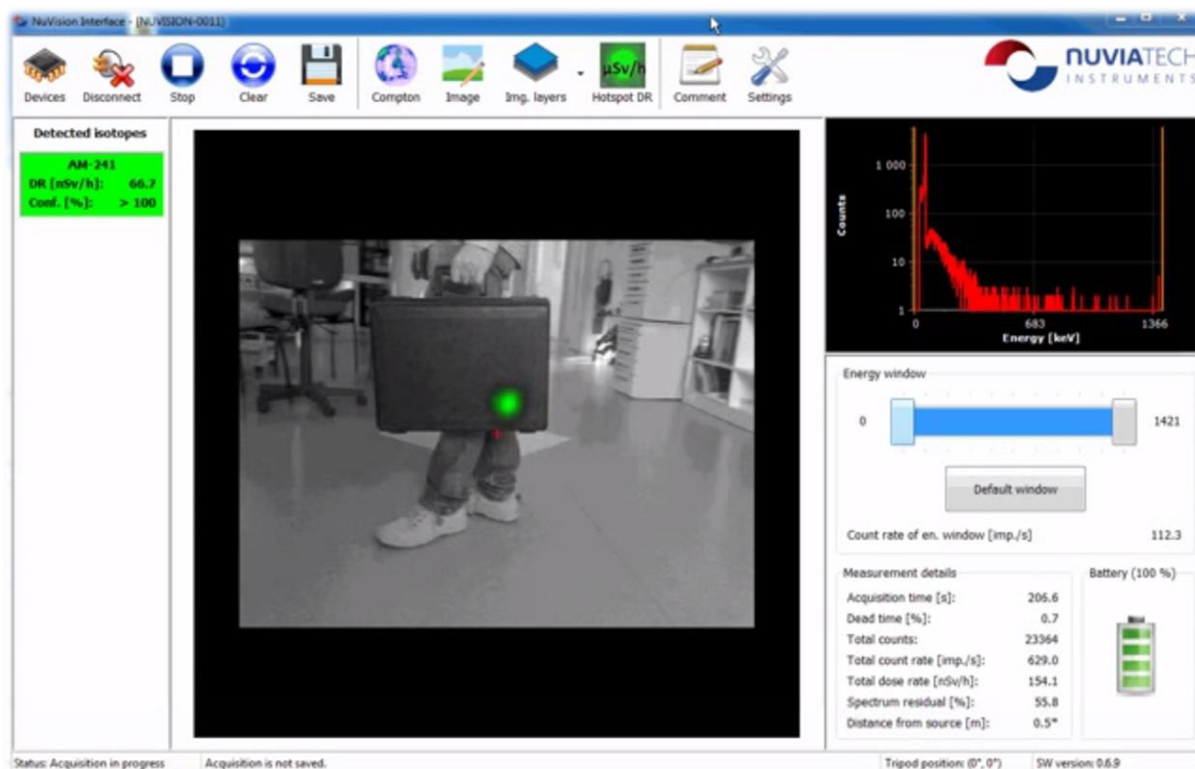 NuVision Interface - [NUVISION-0011]
Devices Disconnect Stop Clear Save Compton Image Img. layers Hotspot DR Comment Settings
µSv/h
NUVIATECH
INSTRUMENTS
Detected isotopes
AM-241
DR [nSv/h]: 66.7
Conf. [%]: > 100
Counts
1 000
100
10
1
0 683 1366
Energy [keV]
Energy window
0 1421
Default window
Count rate of en. window [imp./s] 112.3
Measurement details
Acquisition time [s]: 206.6
Dead time [%]: 0.7
Total counts: 23364
Total count rate [imp./s]: 629.0
Total dose rate [nSv/h]: 154.1
Spectrum residual [%]: 55.8
Distance from source [m]: 0.5*
Battery (100 %)
Status: Acquisition in progress Acquisition is not saved. Tripod position: (0°, 0°) SW version: 0.6.9